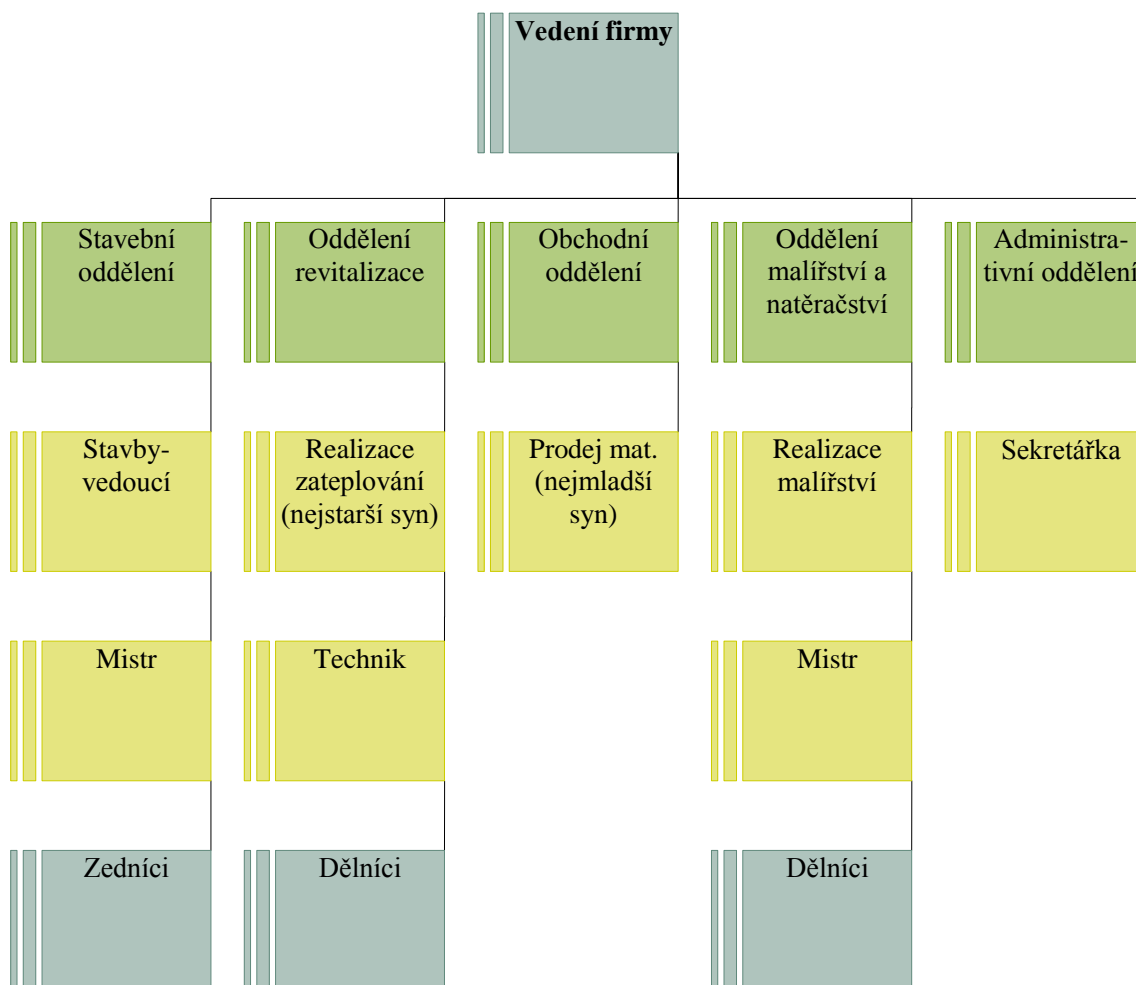 Vedení firmy
Stavební
oddělení
Oddělení
revitalizace
Obchodní
oddělení
Oddělení
malířství a
natěračství
Administra-
tivní oddělení
Stavby-
vedoucí
Realizace
zateplování
(nejstarší syn)
Prodej mat.
(nejmladší
syn)
Realizace
malířství
Sekretářka
Mistr
Technik
Mistr
Zedníci
Dělníci
Dělníci